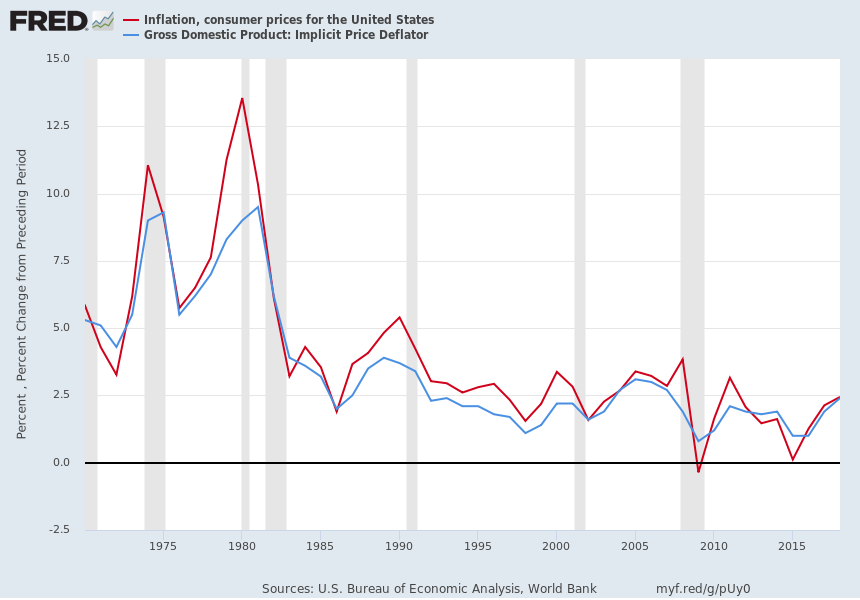 FRED
Inflation, consumer prices for the United States
Gross Domestic Product: Implicit Price Deflator
Percent , Percent Change from Preceding Period
15.0
12.5
10.0
7.5
5.0
2.5
0.0
-2.5
1975 1980 1985 1990 1995 2000 2005 2010 2015
Sources: U.S. Bureau of Economic Analysis, World Bank myf.red/g/pUy0